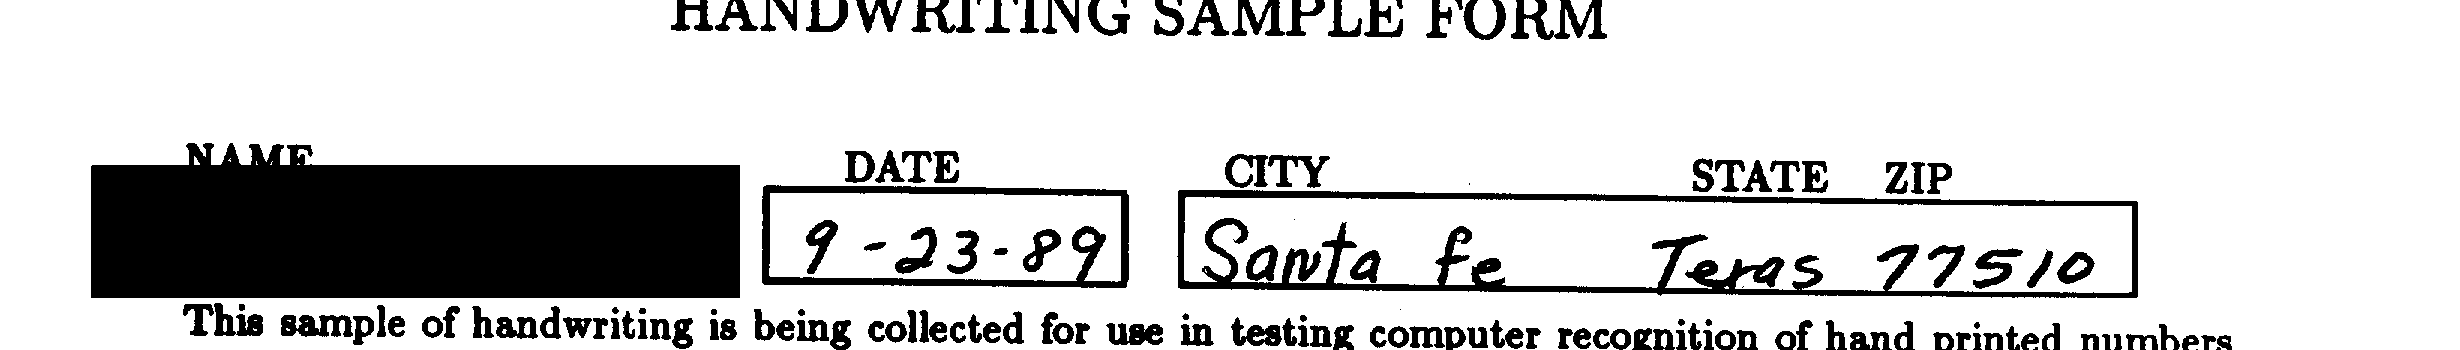 HANDWRITING SAMPLE FORM
NAME DATE CITY STATE ZIP
9-23-89 Santa fe Texas 77510
This sample of handwriting is being collected for use in testing computer recognition of hand printed numbers